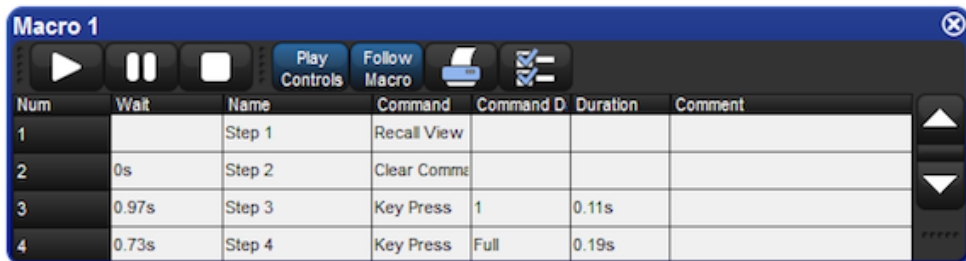 Macro 1
Play Controls Follow Macro
Num Wait Name Command Command D Duration Comment
1 Step 1 Recall View
2 0s Step 2 Clear Comma
3 0.97s Step 3 Key Press 1 0.11s
4 0.73s Step 4 Key Press Full 0.19s